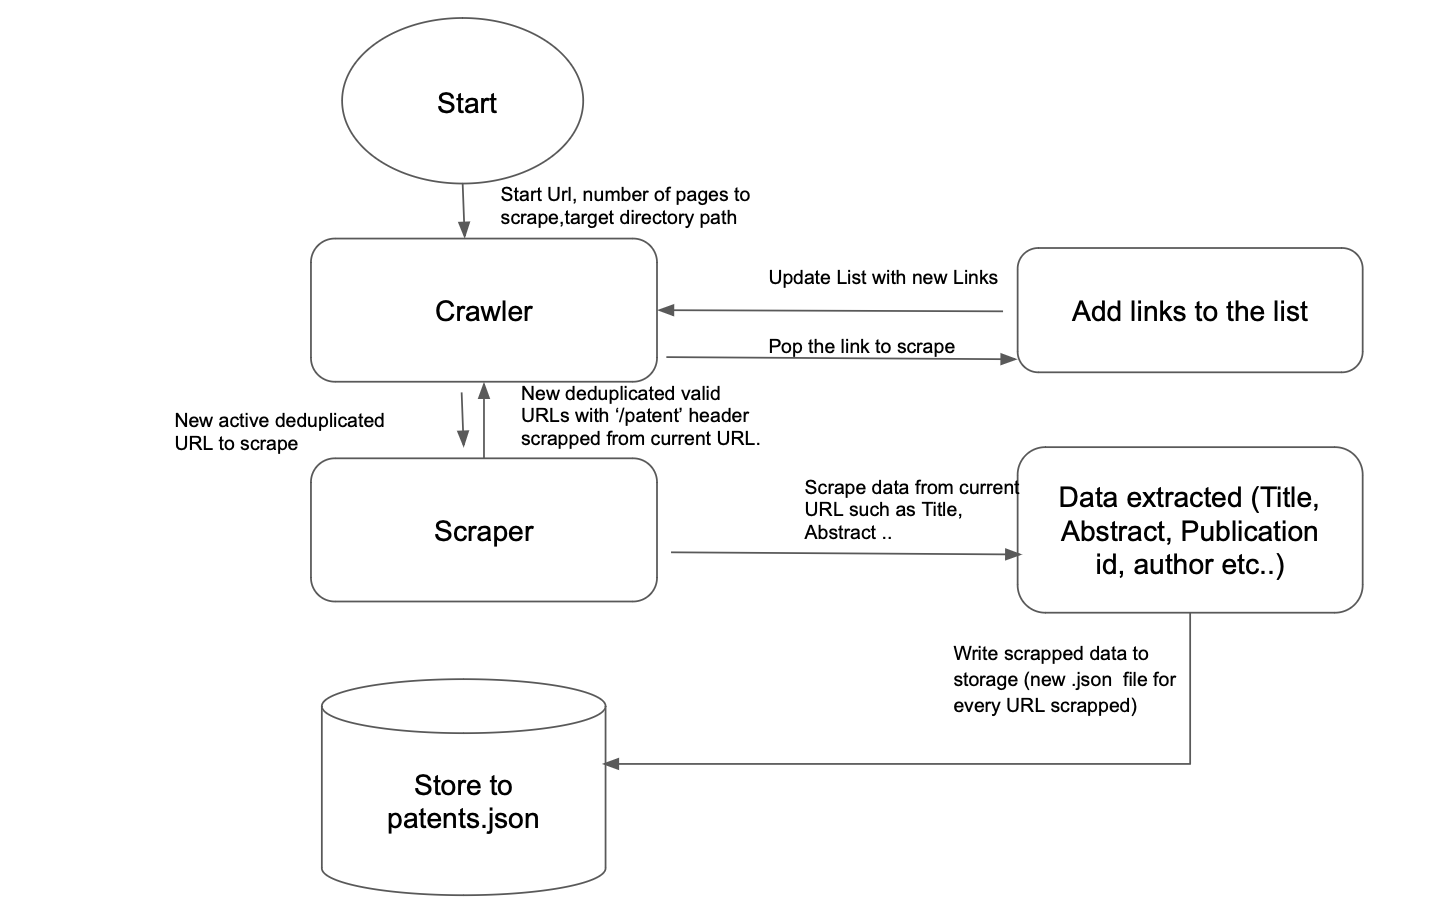 Start
Start Url, number of pages to
scrape,target directory path
Crawler
Update List with new Links
Pop the link to scrape
Add links to the list
New active deduplicated
URL to scrape
New deduplicated valid
URLs with ‘/patent’ header
scrapped from current URL.
Scraper
Scrape data from current
URL such as Title,
Abstract ..
Data extracted (Title,
Abstract, Publication
id, author etc..)
Write scrapped data to
storage (new .json  file for
every URL scrapped)
Store to
patents.json